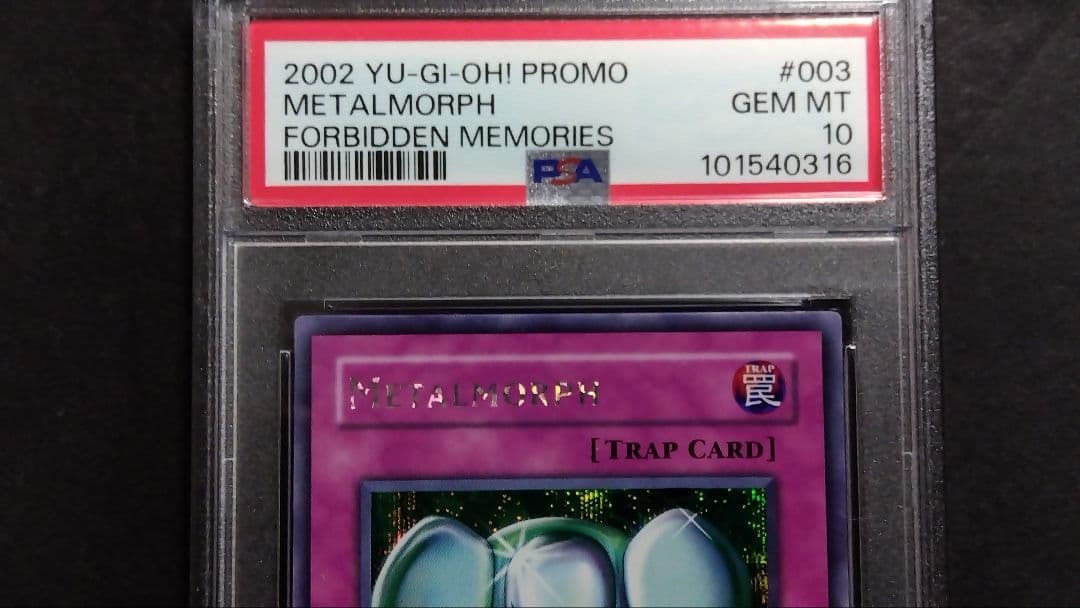 2002 YU-GI-OH! PROMO #003
METALMORPH GEM MT
FORBIDDEN MEMORIES 10
PSA 101540316
METALMORPH
TRAP
罠
[TRAP CARD]